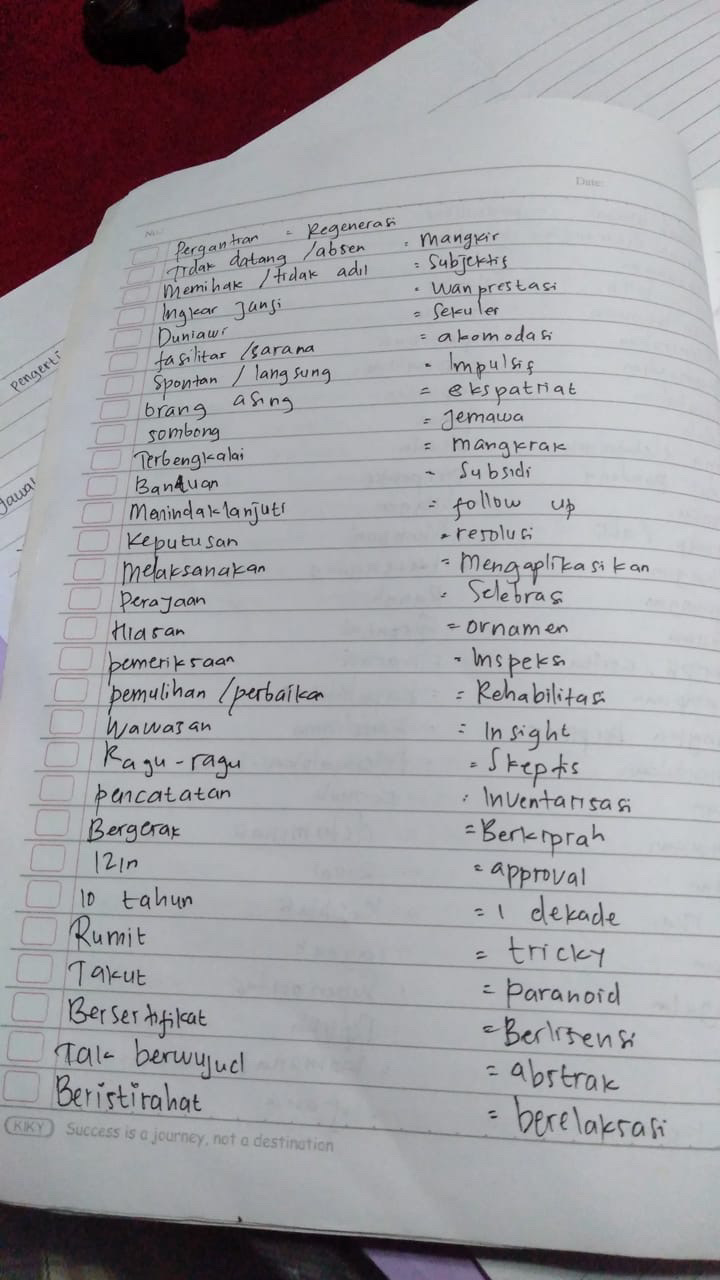 No:
Date:
Pergantian = Regenerasi
Tidak datang /absen = mangkir
Memihak /tidak adil = Subjektif
Ingkar janji = Wanprestasi
Duniawi = Sekuler
fasilitas /sarana = akomodasi
Spontan / langsung = Impulsif
orang asing = ekspatriat
sombong = Jemawa
Terbengkalai = mangkrak
Bantuan = Subsidi
Menindaklanjuti = follow up
Keputusan = resolusi
Melaksanakan = Mengaplikasikan
Perayaan = Selebrasi
Hiasan = ornamen
pemeriksaan = Inspeksi
pemulihan /perbaikan = Rehabilitasi
Wawasan = Insight
Ragu-ragu = Skeptis
pencatatan = Inventarisasi
Bergerak = Berkiprah
Izin = approval
10 tahun = 1 dekade
Rumit = tricky
Takut = paranoid
Bersertifikat = Berlisensi
Tak berwujud = abstrak
Beristirahat = berelaksasi
KIKY Success is a journey, not a destination
pengerti
Jawa